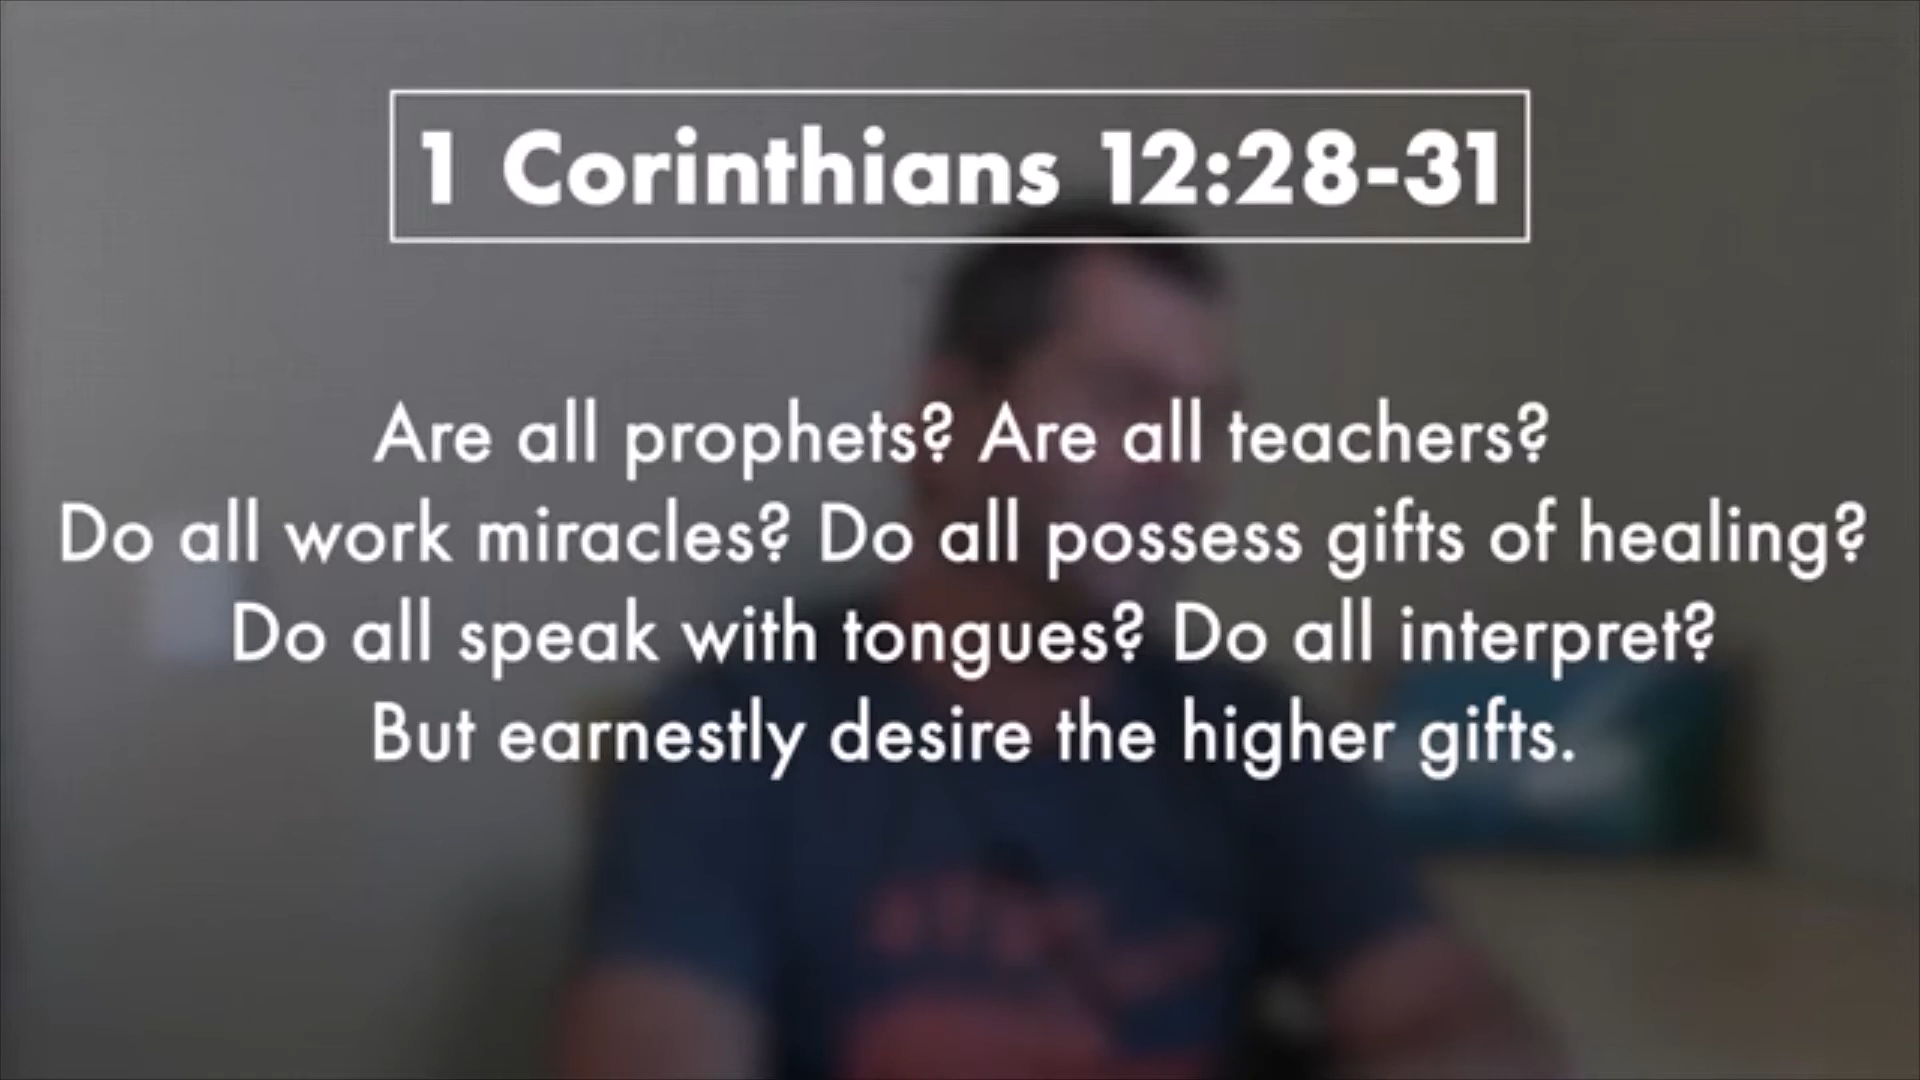 1 Corinthians 12:28-31
Are all prophets? Are all teachers?
Do all work miracles? Do all possess gifts of healing?
Do all speak with tongues? Do all interpret?
But earnestly desire the higher gifts.